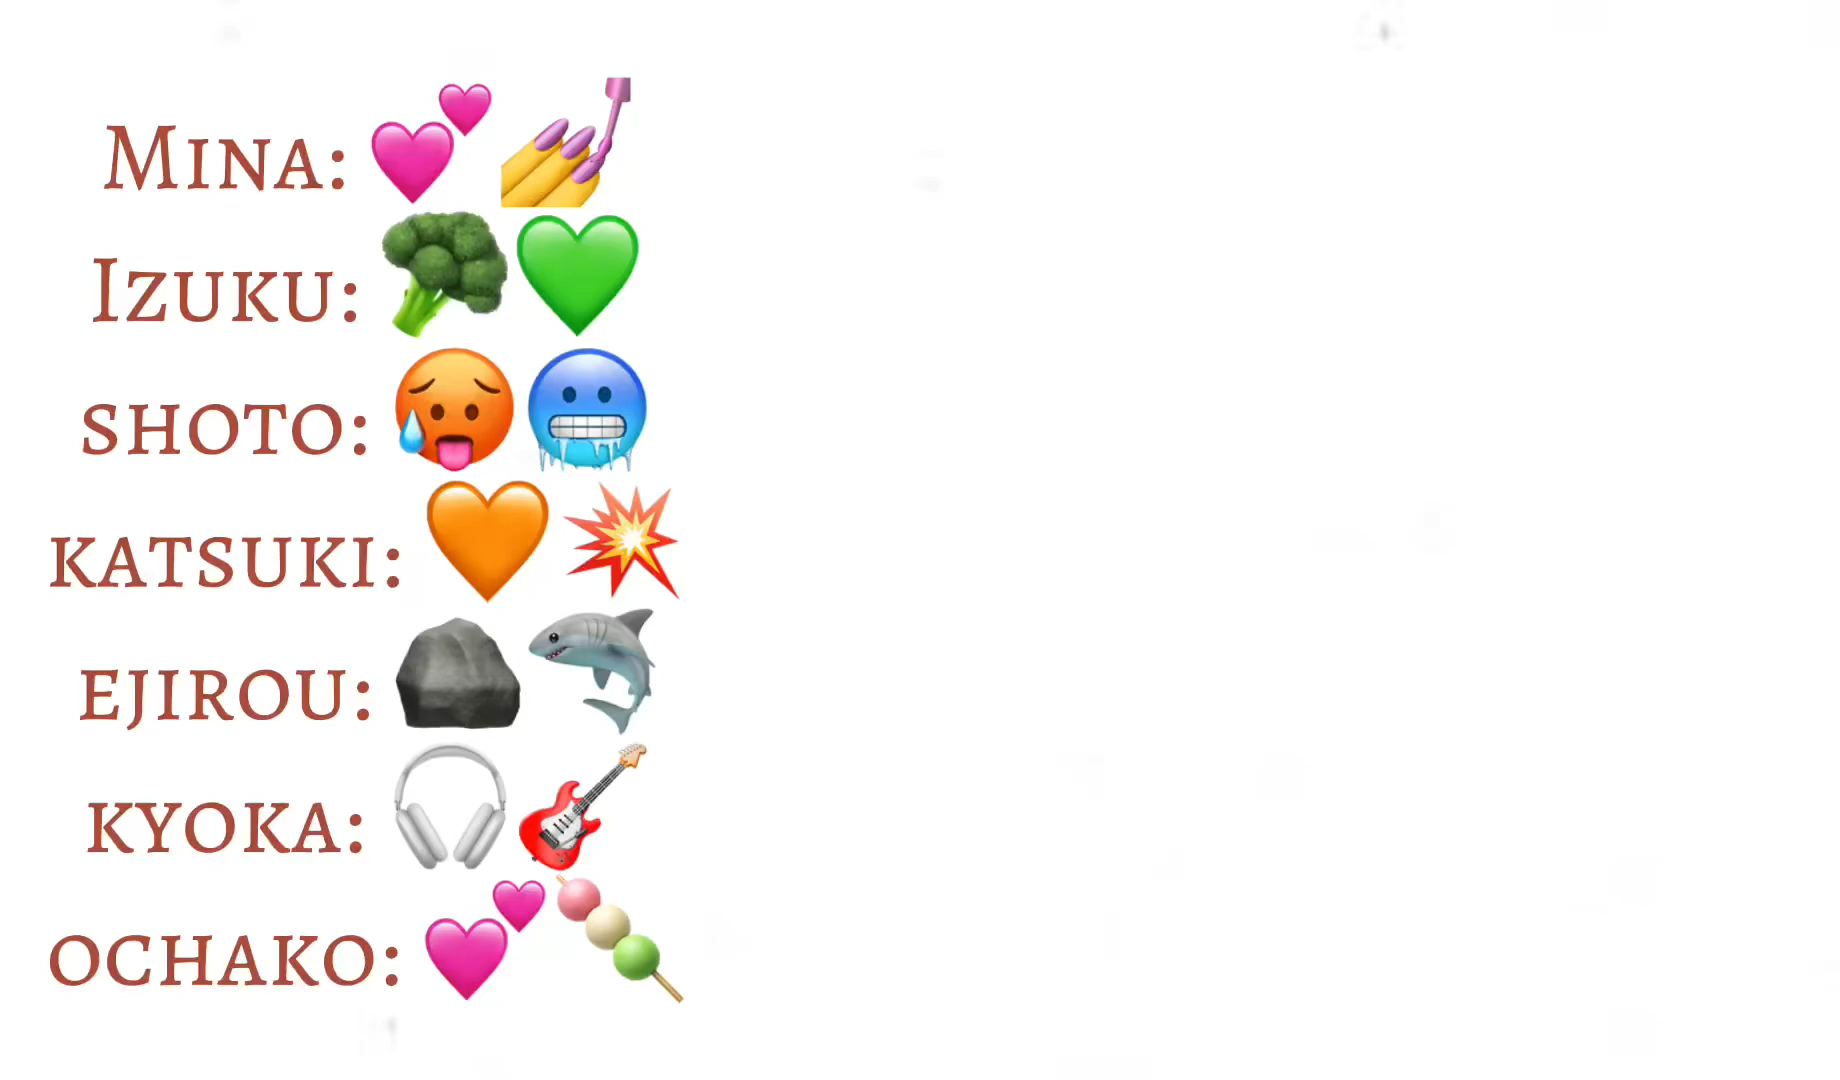 Mina: 💕💅
Izuku: 🥦💚
shoto: 🥵🥶
katsuki: 🧡💥
ejirou: 🪨🦈
kyoka: 🎧🎸
ochako: 💕🍡